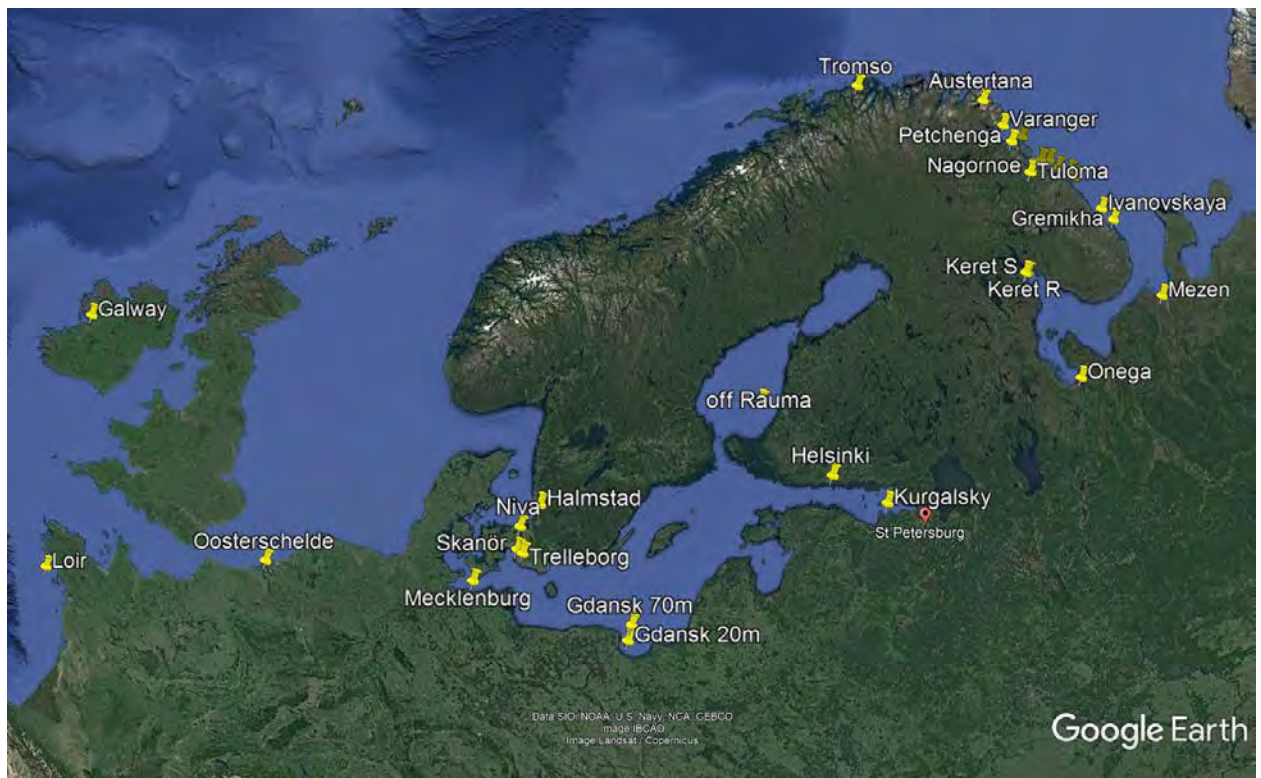 Tromso
Austertana
Varanger
Petchenga
Nagornoe
Tuloma
Ivanovskaya
Gremikha
Keret S
Keret R
Mezen
Galway
Onega
off Rauma
Helsinki
Halmstad
Kurgalsky
Niva
St Petersburg
Oosterschelde
Skanör
Trelleborg
Loir
Mecklenburg
Gdansk 70m
Gdansk 20m
Data SIO, NOAA, U.S. Navy, NGA, GEBCO
Image IBCAO
Image Landsat / Copernicus
Google Earth